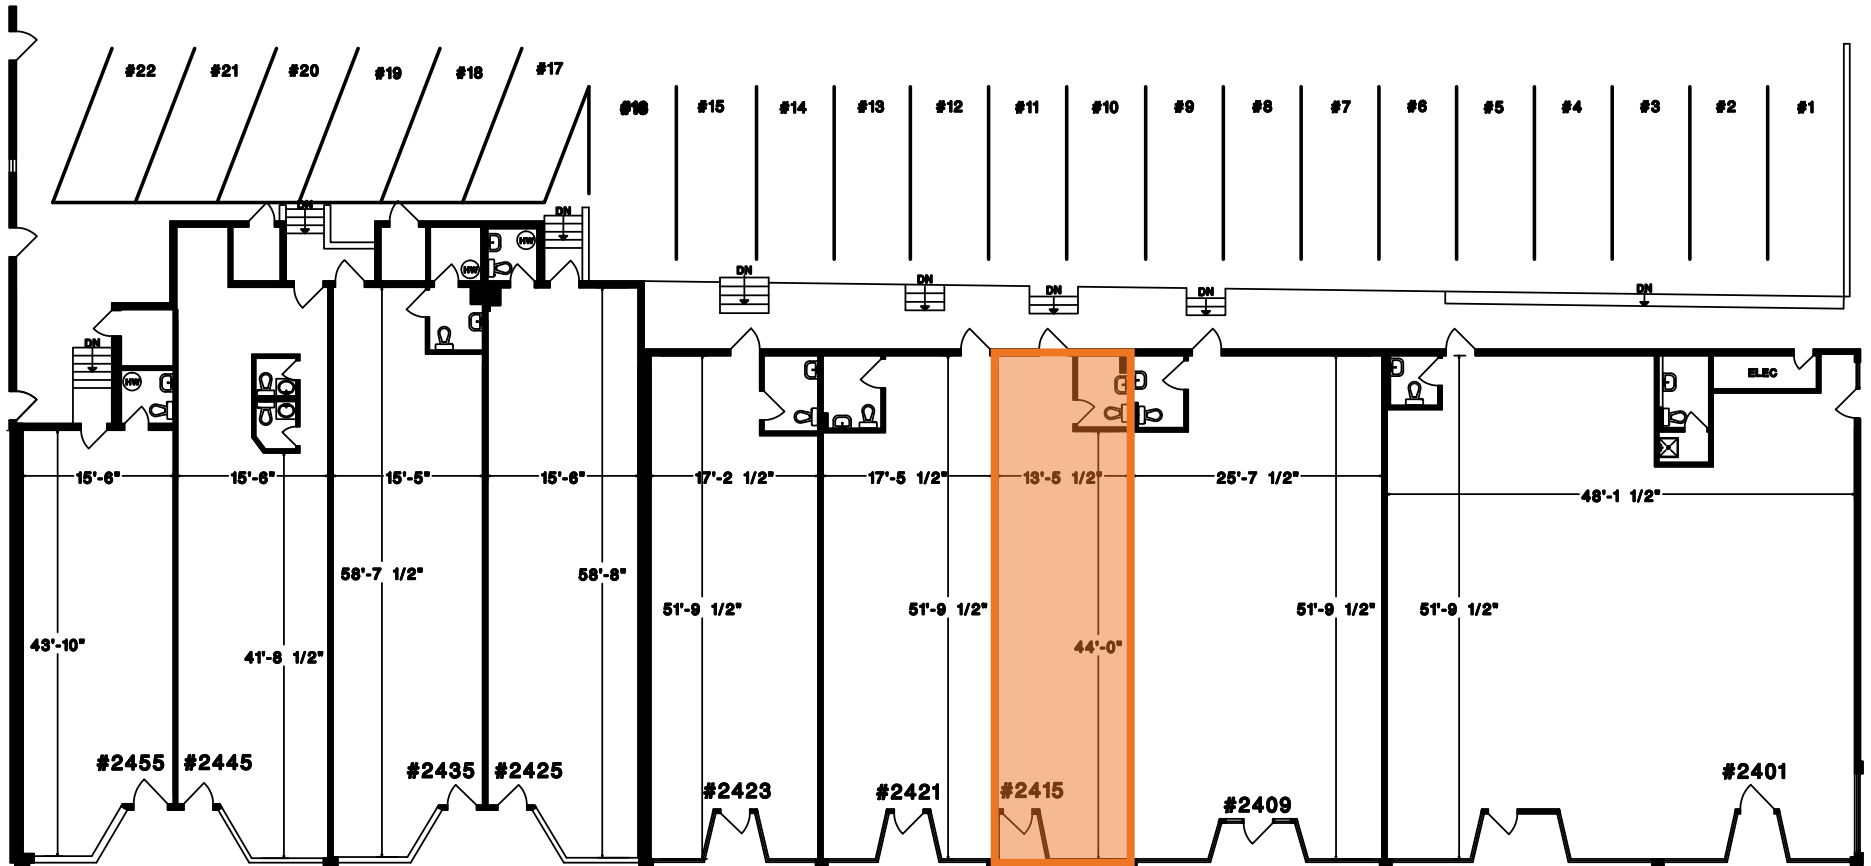 #22 #21 #20 #19 #18 #17
#15 #14 #13 #12 #11 #10 #9 #8 #7 #6 #5 #4 #3 #2 #1
DN DN
HW HW
DN DN DN DN DN
DN
HW
ELEC
15'-6" 15'-6" 15'-5" 15'-6" 17'-2 1/2" 17'-5 1/2" 13'-5 1/2" 25'-7 1/2"
48'-1 1/2"
58'-7 1/2" 58'-8"
51'-9 1/2" 51'-9 1/2" 51'-9 1/2" 51'-9 1/2"
43'-10" 41'-8 1/2" 44'-0"
#2455 #2445 #2435 #2425 #2423 #2421 #2415 #2409 #2401